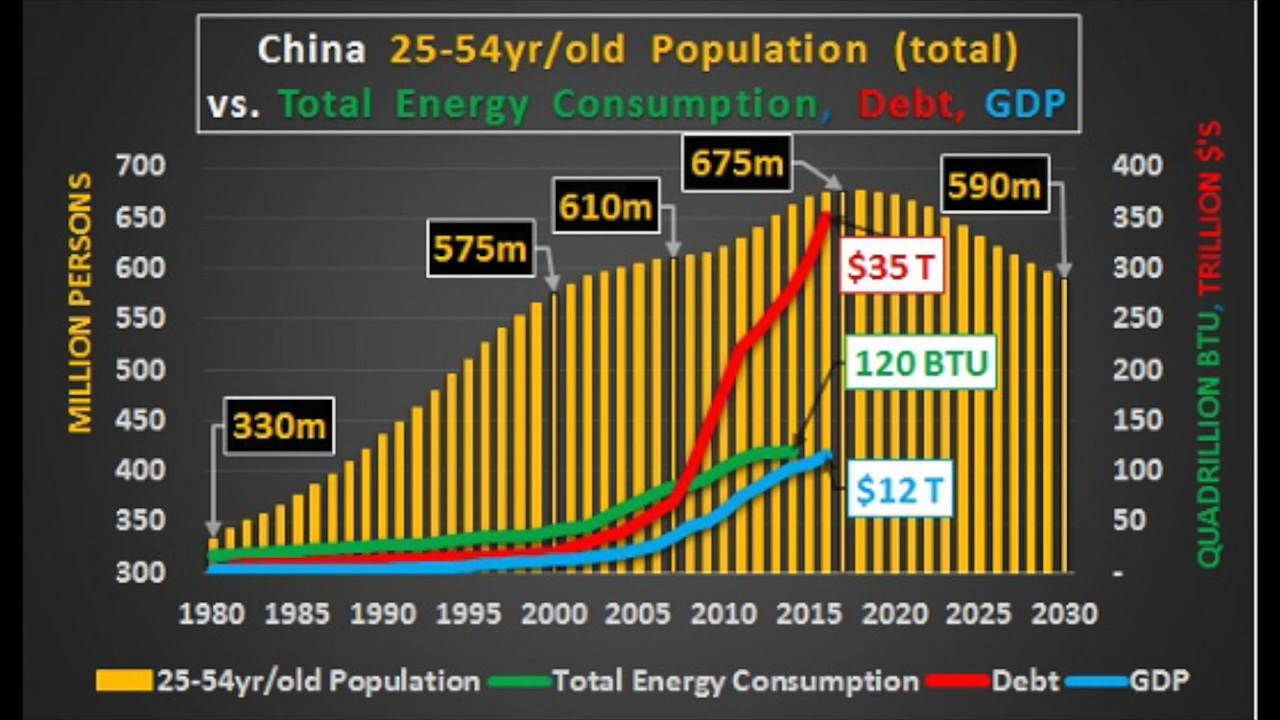 China 25-54yr/old Population (total)
vs. Total Energy Consumption, Debt, GDP
MILLION PERSONS
700
650
600
550
500
450
400
350
300
330m
575m
610m
675m
590m
$35 T
120 BTU
$12 T
400
350
300
250
200
150
100
50
-
QUADRILLION BTU, TRILLION $'S
1980 1985 1990 1995 2000 2005 2010 2015 2020 2025 2030
25-54yr/old Population Total Energy Consumption Debt GDP